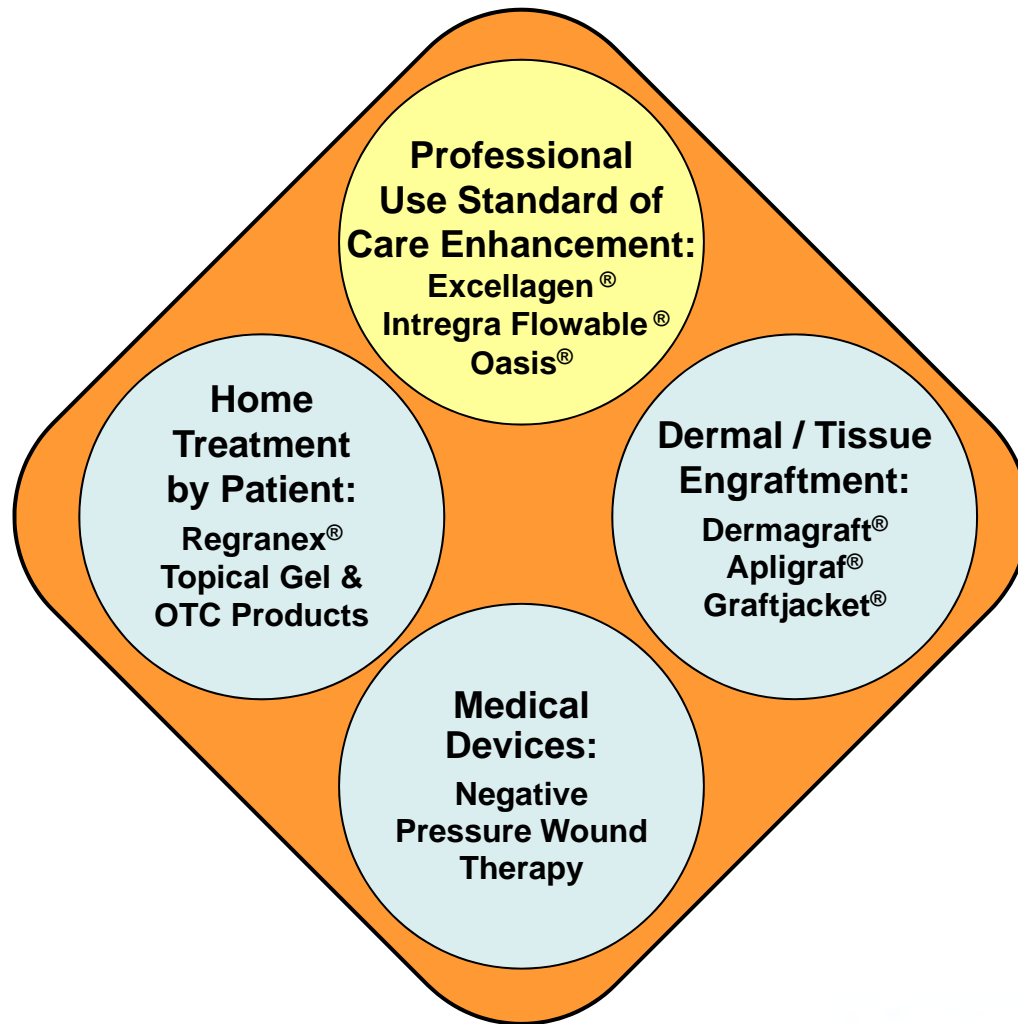 Professional
Use Standard of
Care Enhancement:
Excellagen ®
Intregra Flowable ®
Oasis®
Home
Treatment
by Patient:
Regranex®
Topical Gel &
OTC Products
Dermal / Tissue
Engraftment:
Dermagraft®
Apligraf®
Graftjacket®
Medical
Devices:
Negative
Pressure Wound
Therapy